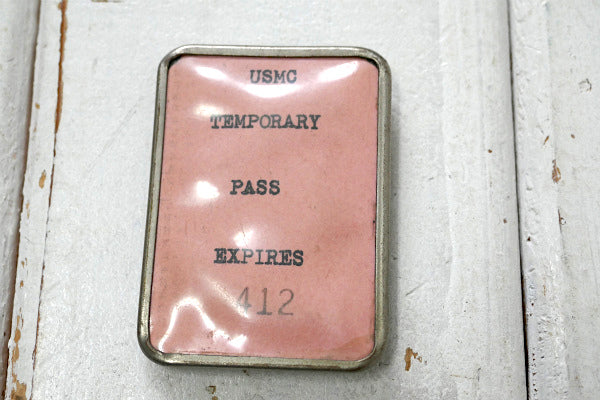 USMC
TEMPORARY
PASS
EXPIRES
412